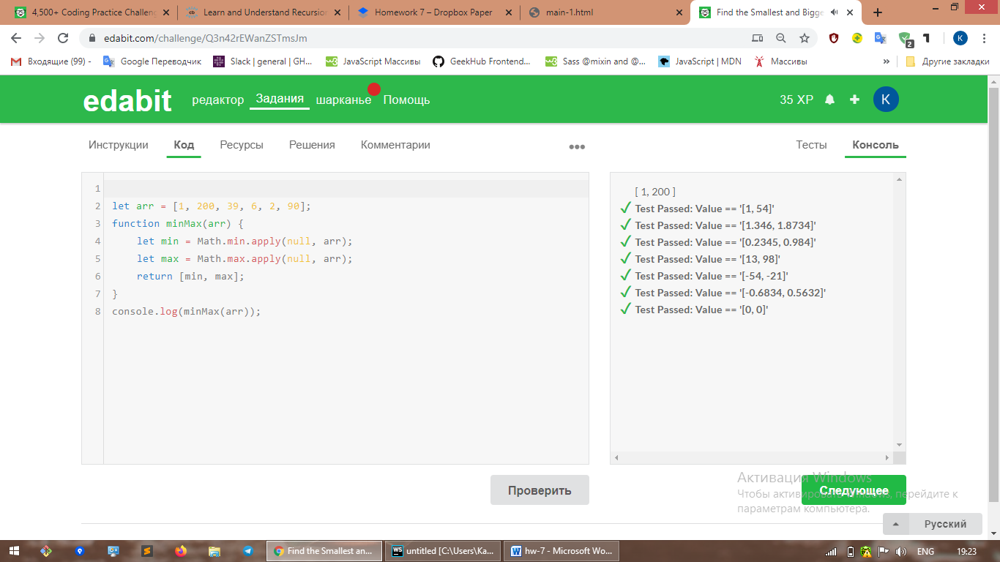 4,500+ Coding Practice Challeng
Learn and Understand Recursion
Homework 7 – Dropbox Paper
main-1.html
Find the Smallest and Bigge
edabit.com/challenge/Q3n42rEWanZSTmsJm
2
K
Входящие (99) -
Google Переводчик
Slack | general | GH...
JavaScript Массивы
GeekHub Frontend...
Sass @mixin and @...
JavaScript | MDN
Массивы
»
Другие закладки
edabit
редактор
Задания
шарканье
Помощь
35 XP
K
Инструкции
Код
Ресурсы
Решения
Комментарии
Тесты
Консоль
1
2 let arr = [1, 200, 39, 6, 2, 90];
3 function minMax(arr) {
4 let min = Math.min.apply(null, arr);
5 let max = Math.max.apply(null, arr);
6 return [min, max];
7 }
8 console.log(minMax(arr));
[ 1, 200 ]
Test Passed: Value == '[1, 54]'
Test Passed: Value == '[1.346, 1.8734]'
Test Passed: Value == '[0.2345, 0.984]'
Test Passed: Value == '[13, 98]'
Test Passed: Value == '[-54, -21]'
Test Passed: Value == '[-0.6834, 0.5632]'
Test Passed: Value == '[0, 0]'
Проверить
Следующее
Активация Windows
Чтобы активировать Windows, перейдите к
параметрам компьютера.
Русский
Find the Smallest an...
WS
untitled [C:\Users\Ka...
hw-7 - Microsoft Wo...
ENG
19:23